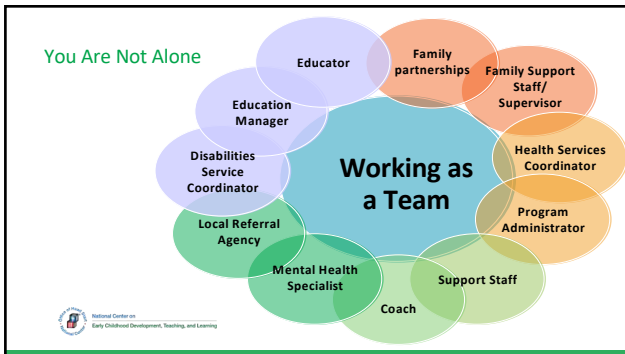 You Are Not Alone
Educator
Family
partnerships
Family Support
Staff/
Supervisor
Education
Manager
Health Services
Coordinator
Disabilities
Service
Coordinator
Working as
a Team
Program
Administrator
Local Referral
Agency
Mental Health
Specialist
Support Staff
Coach
National Center on
Early Childhood Development, Teaching, and Learning